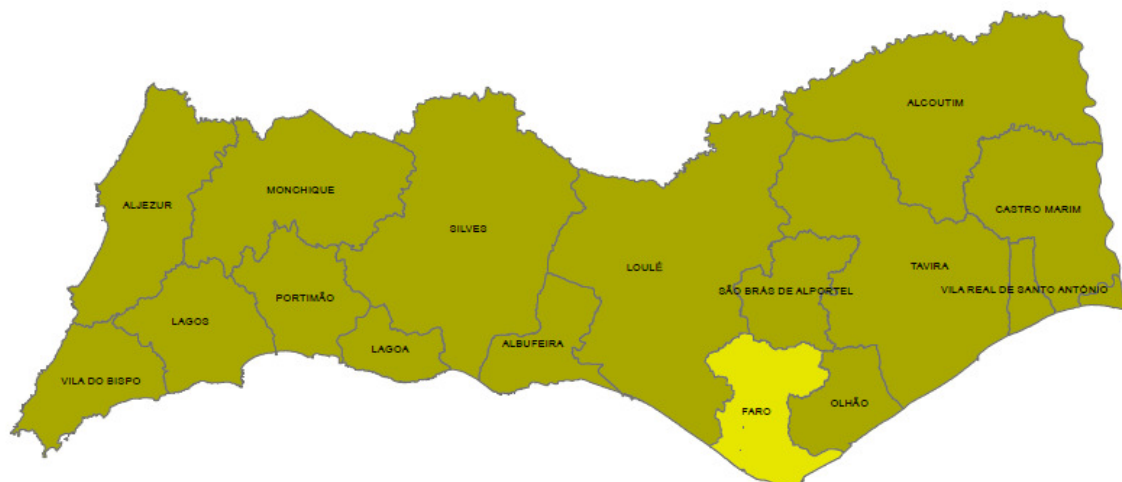 ALCOUTIM
MONCHIQUE
ALJEZUR
CASTRO MARIM
SILVES
LOULÉ
TAVIRA
SÃO BRÁS DE ALPORTEL
VILA REAL DE SANTO ANTÓNIO
PORTIMÃO
LAGOS
ALBUFEIRA
LAGOA
VILA DO BISPO
OLHÃO
FARO